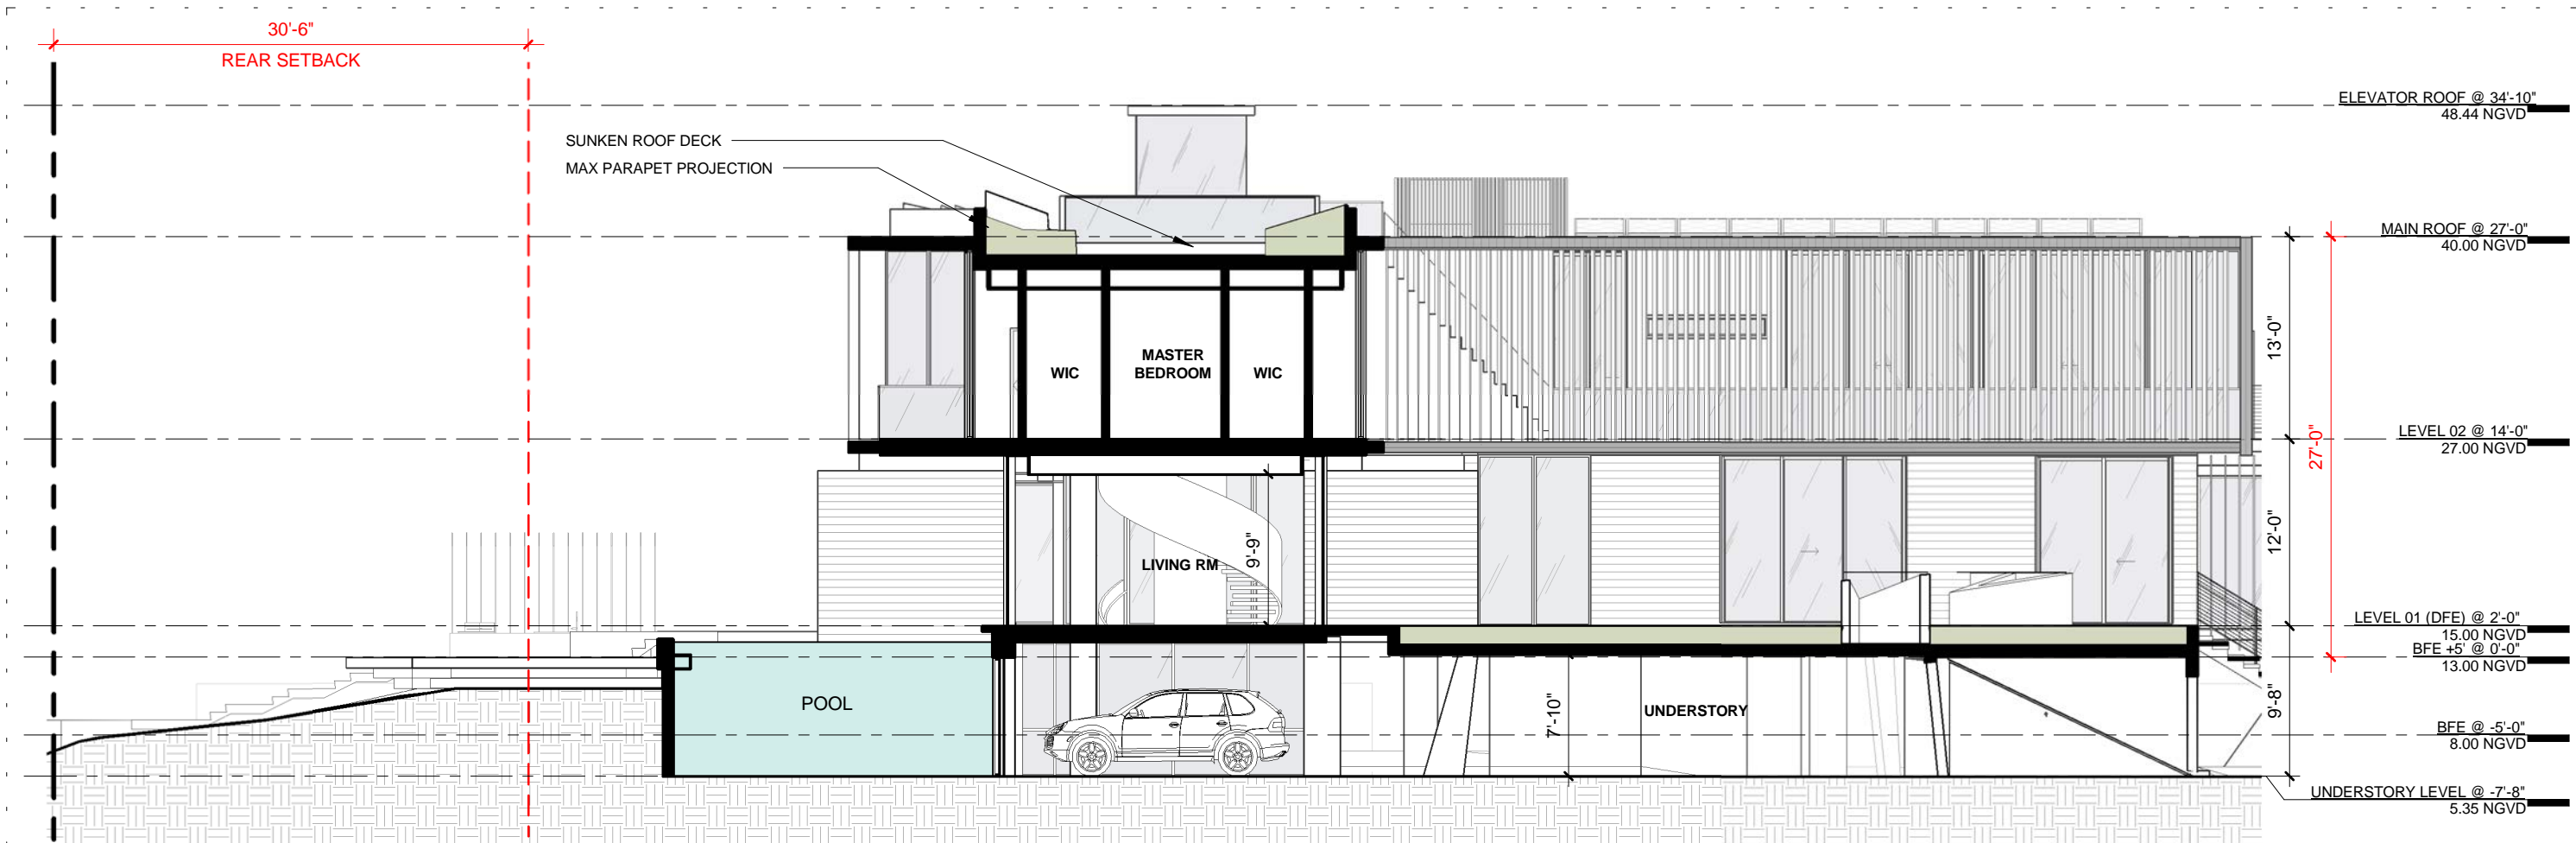 30'-6"
REAR SETBACK
ELEVATOR ROOF @ 34'-10"
48.44 NGVD
SUNKEN ROOF DECK
MAX PARAPET PROJECTION
MAIN ROOF @ 27'-0"
40.00 NGVD
13'-0"
WIC
MASTER
BEDROOM
WIC
LEVEL 02 @ 14'-0"
27.00 NGVD
27'-0"
12'-0"
9'-9"
LIVING RM
LEVEL 01 (DFE) @ 2'-0"
15.00 NGVD
BFE +5' @ 0'-0"
13.00 NGVD
POOL
7'-10"
UNDERSTORY
9'-8"
BFE @ -5'-0"
8.00 NGVD
UNDERSTORY LEVEL @ -7'-8"
5.35 NGVD